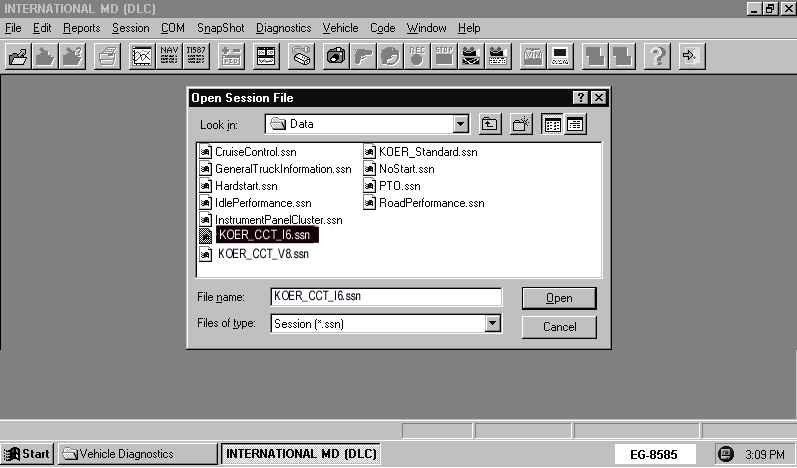 INTERNATIONAL MD (DLC)
File Edit Reports Session COM SnapShot Diagnostics Vehicle Code Window Help
NAV J1587 PID REC STOP VIN
Open Session File
Look in: Data
CruiseControl.ssn KOER_Standard.ssn
GeneralTruckInformation.ssn NoStart.ssn
Hardstart.ssn PTO.ssn
IdlePerformance.ssn RoadPerformance.ssn
InstrumentPanelCluster.ssn
KOER_CCT_I6.ssn
KOER_CCT_V8.ssn
File name: KOER_CCT_I6.ssn Open
Files of type: Session (*.ssn) Cancel
Start Vehicle Diagnostics INTERNATIONAL MD (DLC) EG-8585 3:09 PM